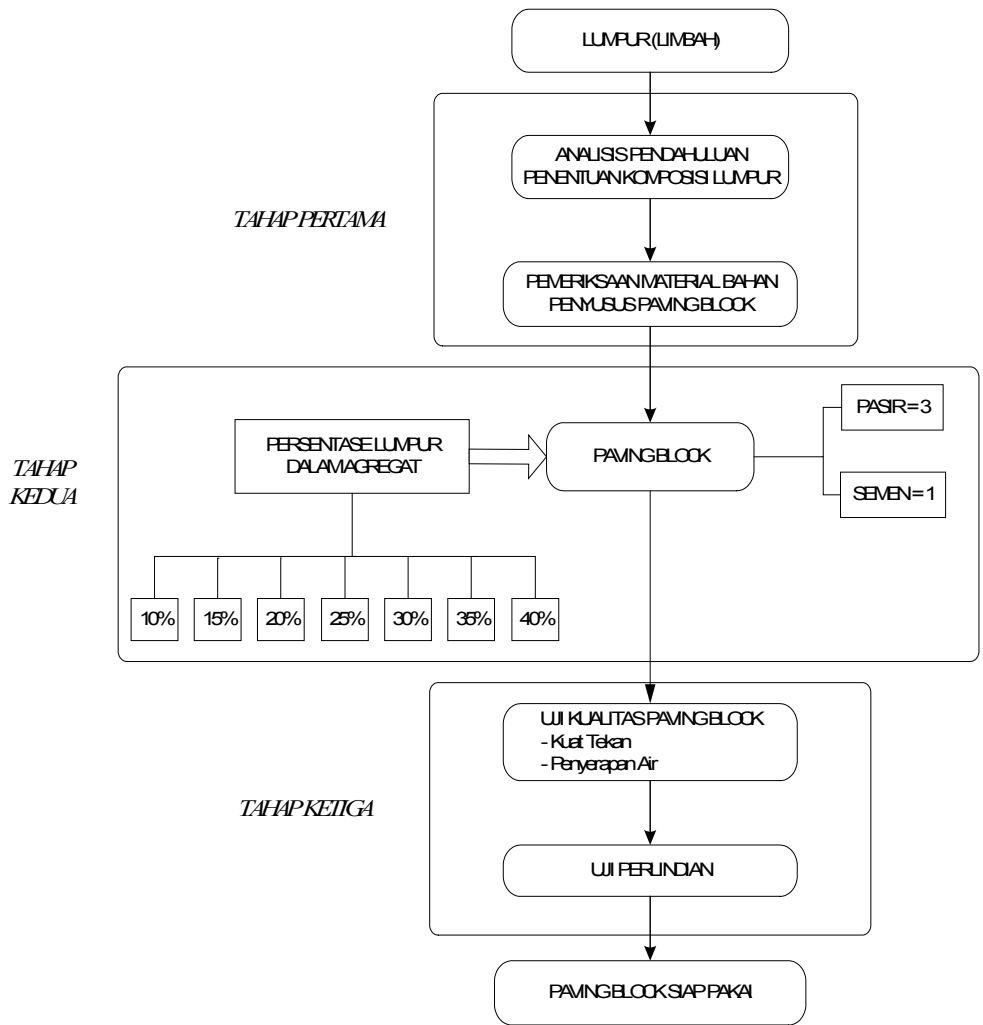 LUMPUR (LIMBAH)
ANALISIS PENDAHULUAN
PENENTUAN KOMPOSISI LUMPUR
TAHAP PERTAMA
PEMERIKSAAN MATERIAL BAHAN
PENYUSUS PAVING BLOCK
PASIR = 3
PERSENTASE LUMPUR
DALAM AGREGAT
PAVING BLOCK
TAHAP
KEDUA
SEMEN = 1
10% 15% 20% 25% 30% 35% 40%
UJI KUALITAS PAVING BLOCK
- Kuat Tekan
- Penyerapan Air
TAHAP KETIGA
UJI PERLINDIAN
PAVING BLOCK SIAP PAKAI